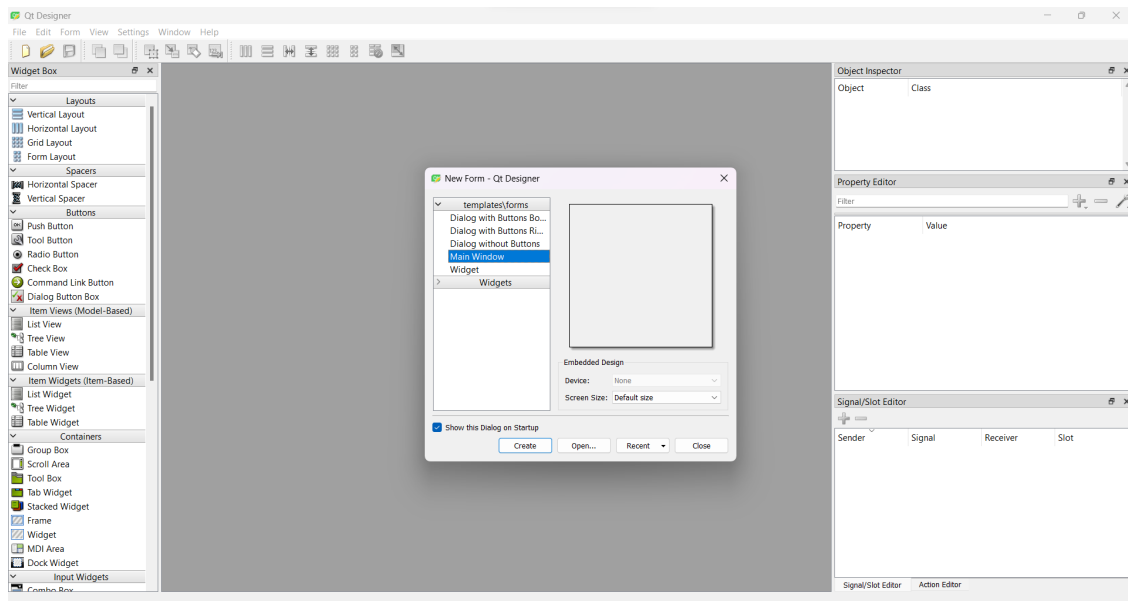 Qt Designer
File Edit Form View Settings Window Help
Widget Box
Filter
Layouts
Vertical Layout
Horizontal Layout
Grid Layout
Form Layout
Spacers
Horizontal Spacer
Vertical Spacer
Buttons
Push Button
Tool Button
Radio Button
Check Box
Command Link Button
Dialog Button Box
Item Views (Model-Based)
List View
Tree View
Table View
Column View
Item Widgets (Item-Based)
List Widget
Tree Widget
Table Widget
Containers
Group Box
Scroll Area
Tool Box
Tab Widget
Stacked Widget
Frame
Widget
MDI Area
Dock Widget
Input Widgets
Combo Box
New Form - Qt Designer
templates\forms
Dialog with Buttons Bo...
Dialog with Buttons Ri...
Dialog without Buttons
Main Window
Widget
Widgets
Embedded Design
Device: None
Screen Size: Default size
Show this Dialog on Startup
Create Open... Recent Close
Object Inspector
Object Class
Property Editor
Filter
Property Value
Signal/Slot Editor
Sender Signal Receiver Slot
Signal/Slot Editor Action Editor